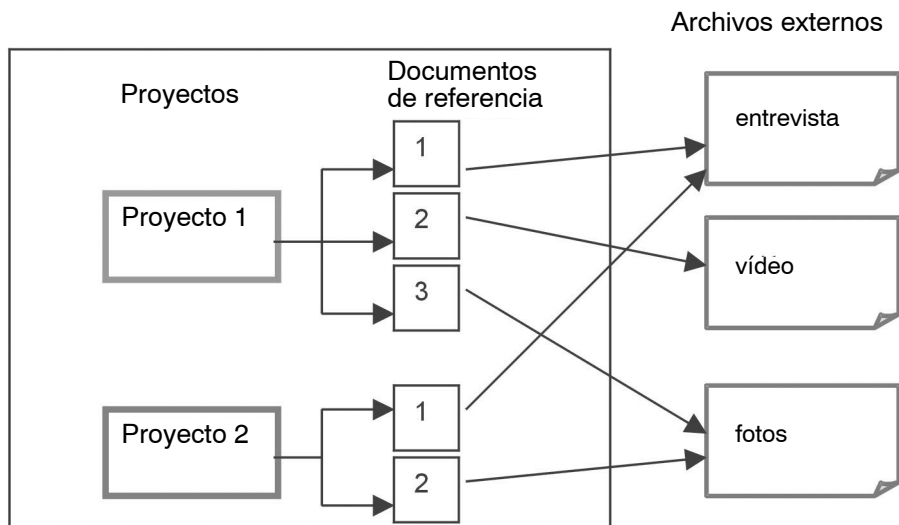 Archivos externos
Proyectos
Documentos
de referencia
Proyecto 1
1
2
3
Proyecto 2
1
2
entrevista
vídeo
fotos